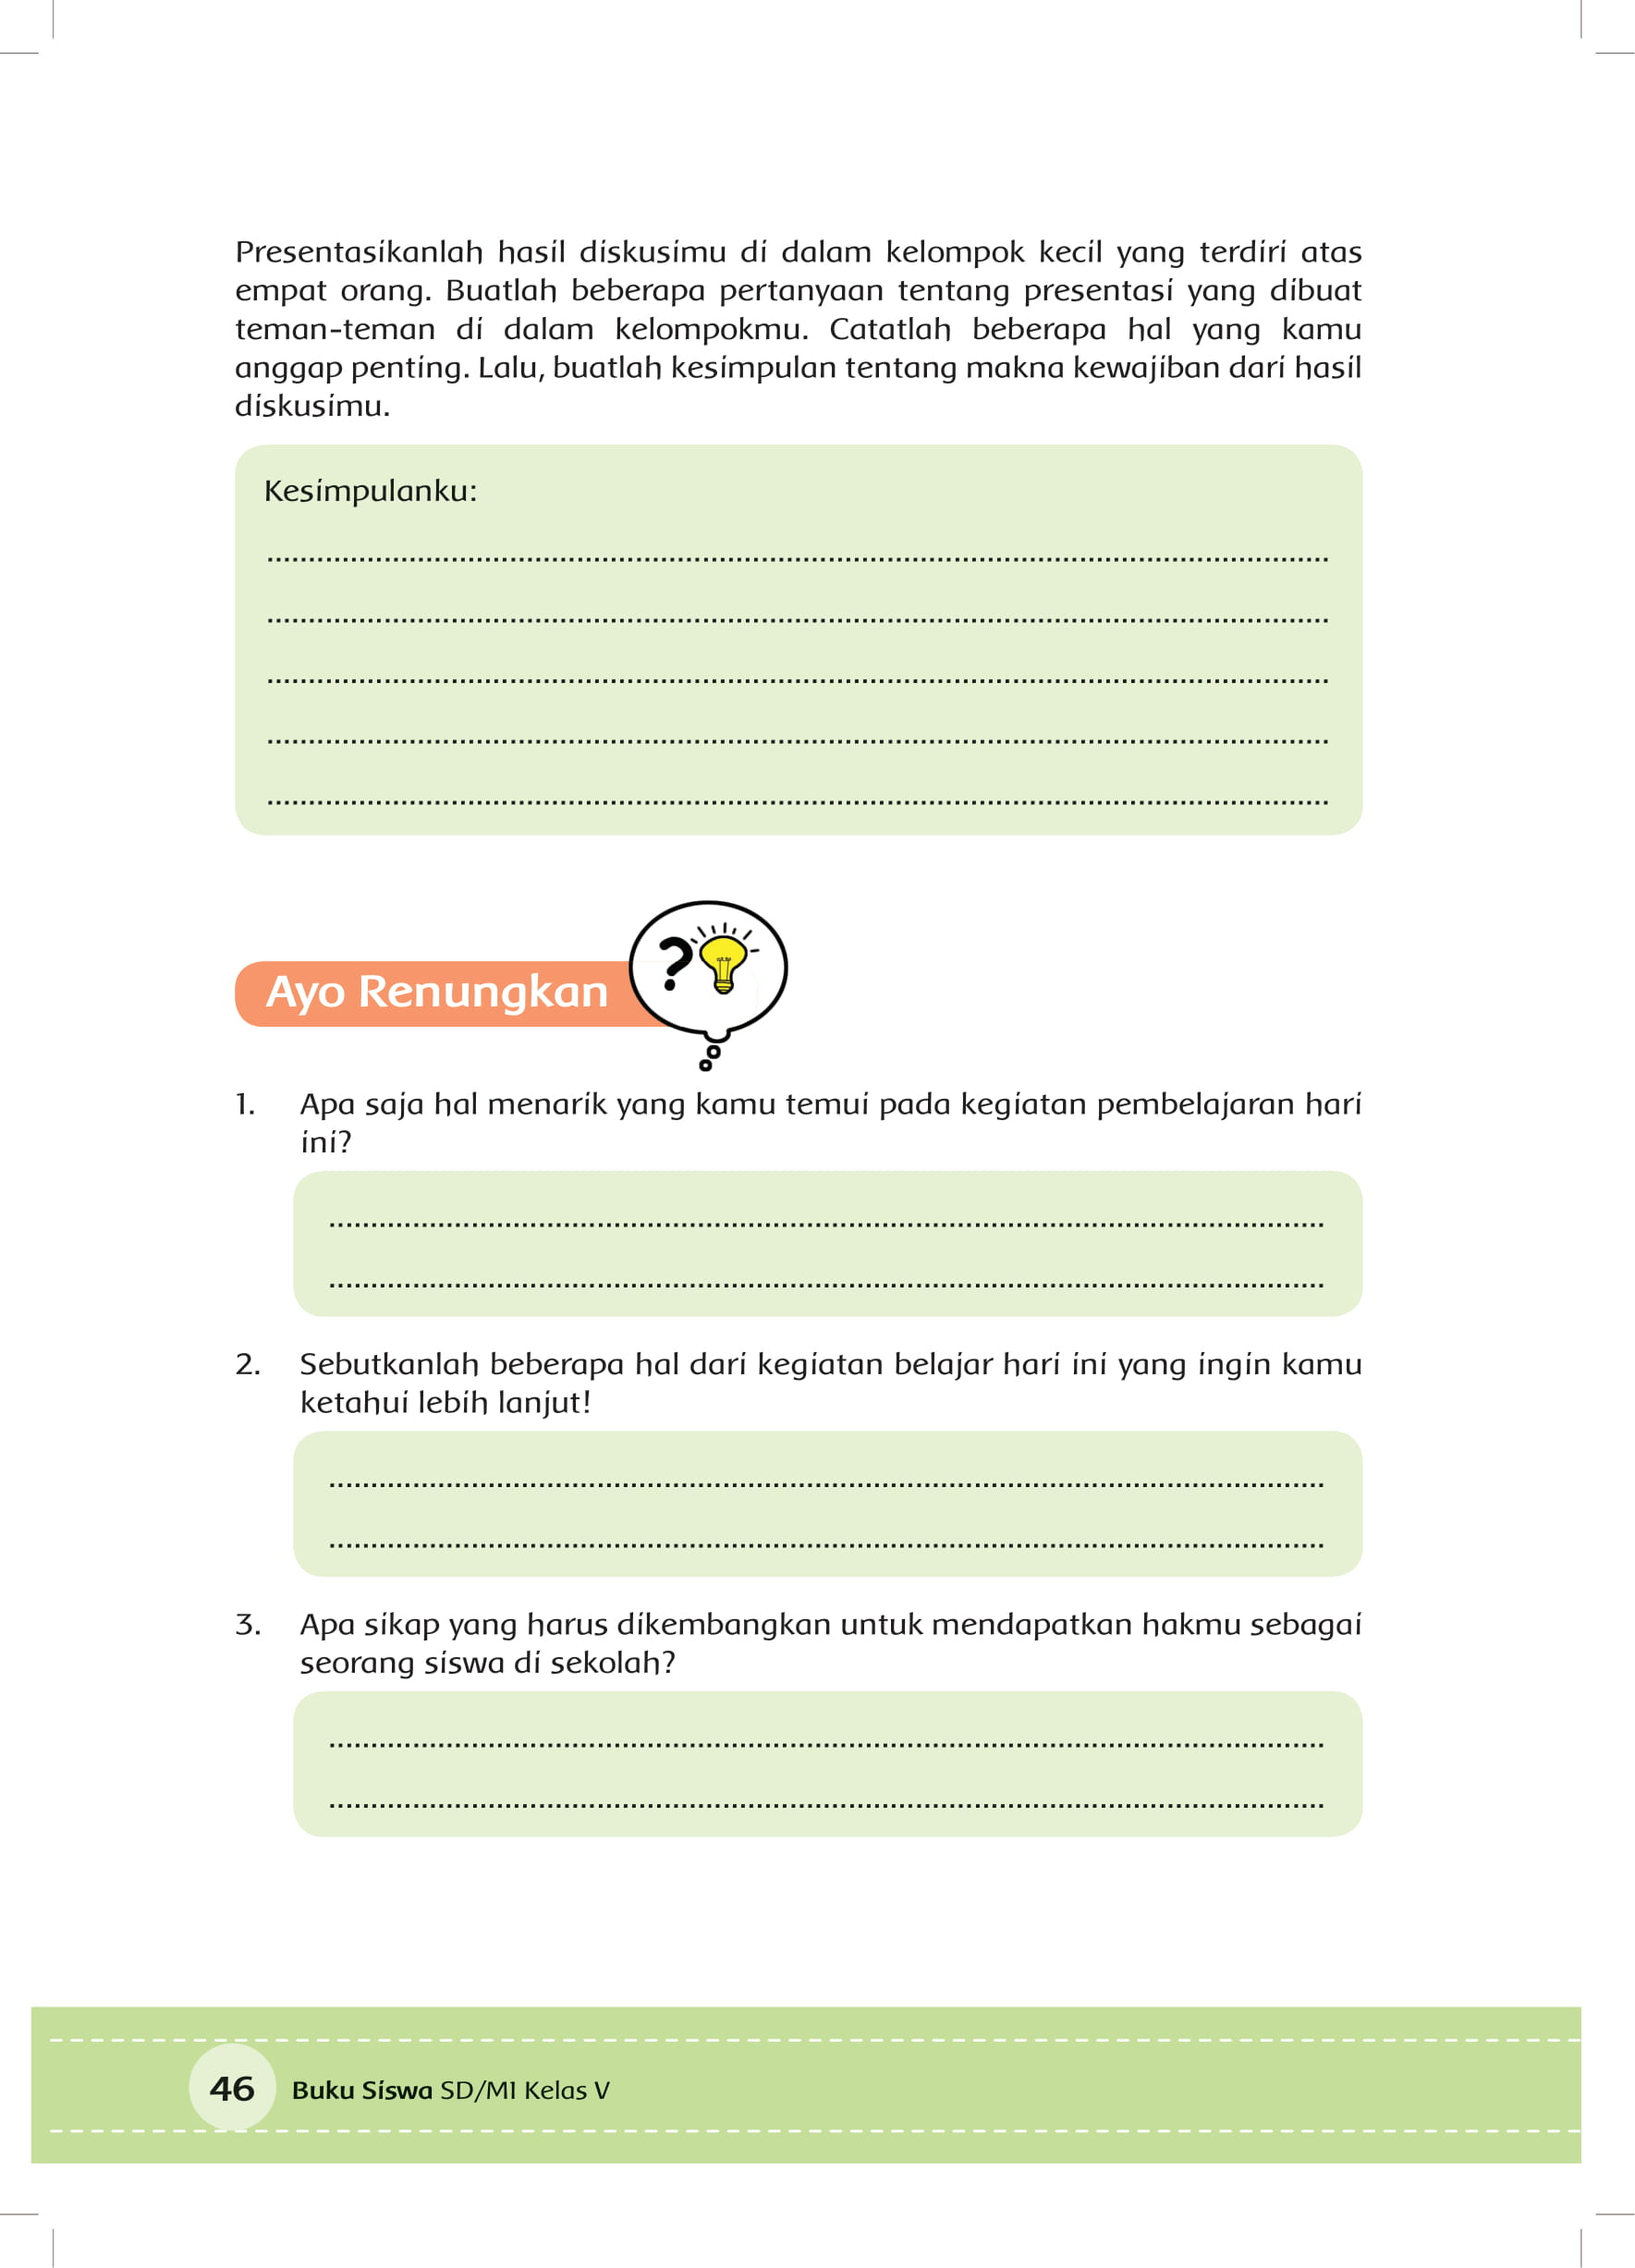 Presentasikanlah hasil diskusimu di dalam kelompok kecil yang terdiri atas
empat orang. Buatlah beberapa pertanyaan tentang presentasi yang dibuat
teman-teman di dalam kelompokmu. Catatlah beberapa hal yang kamu
anggap penting. Lalu, buatlah kesimpulan tentang makna kewajiban dari hasil
diskusimu.
Kesimpulanku:
Ayo Renungkan
?
1. Apa saja hal menarik yang kamu temui pada kegiatan pembelajaran hari
ini?
2. Sebutkanlah beberapa hal dari kegiatan belajar hari ini yang ingin kamu
ketahui lebih lanjut!
3. Apa sikap yang harus dikembangkan untuk mendapatkan hakmu sebagai
seorang siswa di sekolah?
46 Buku Siswa SD/MI Kelas V